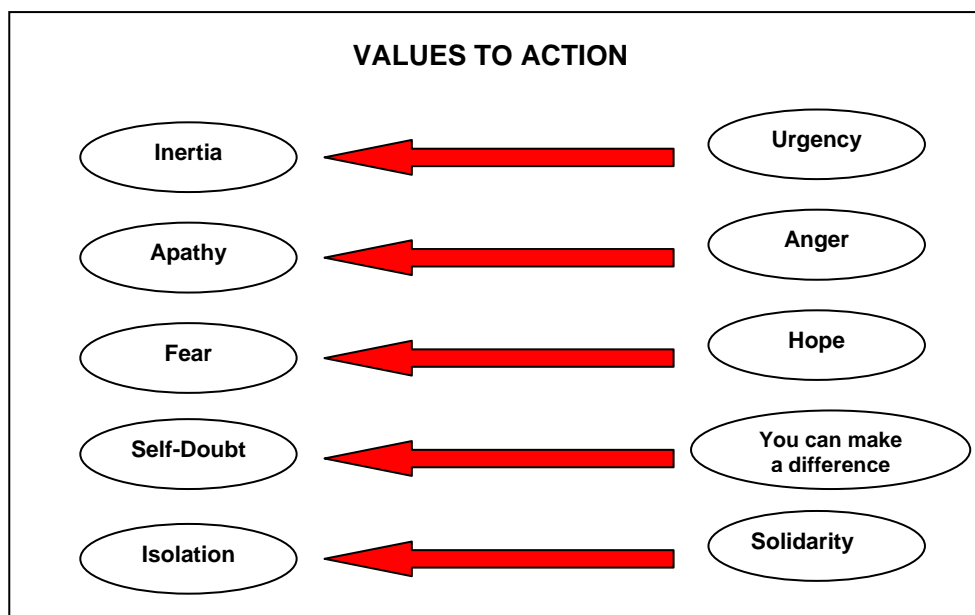 VALUES TO ACTION
Inertia
Urgency
Apathy
Anger
Fear
Hope
Self-Doubt
You can make
a difference
Isolation
Solidarity